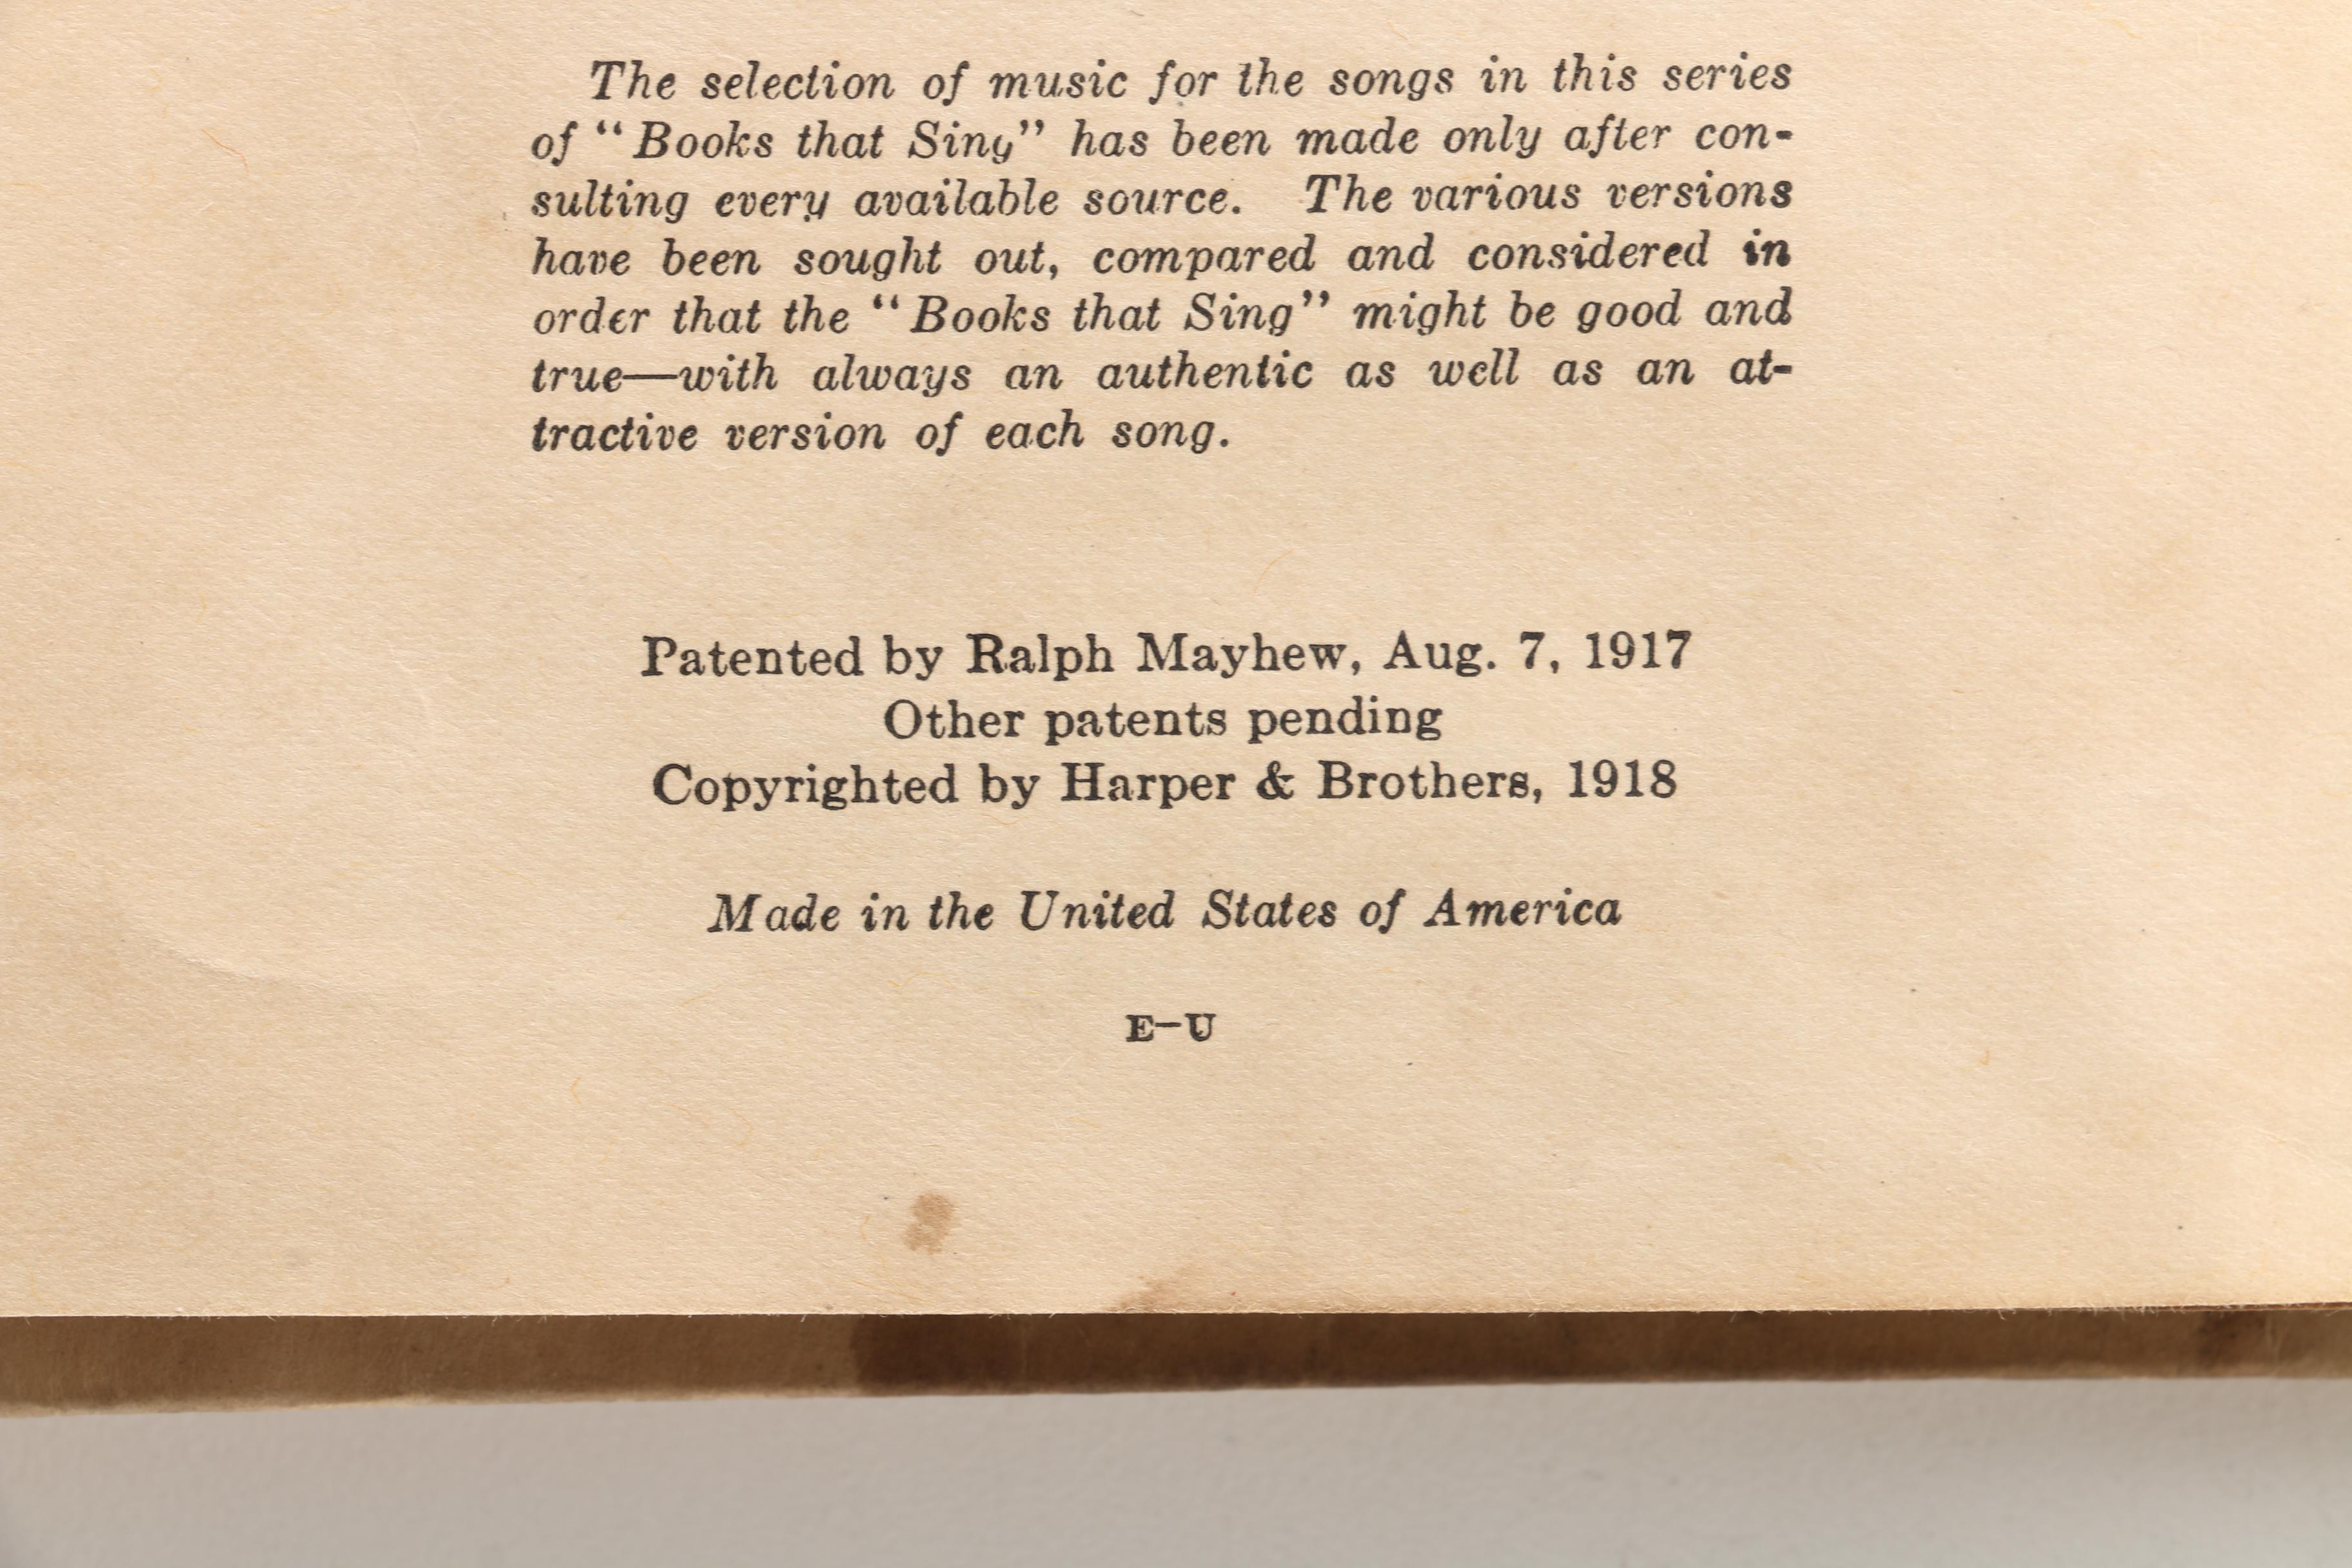 The selection of music for the songs in this series
of “Books that Sing” has been made only after con-
sulting every available source. The various versions
have been sought out, compared and considered in
order that the “Books that Sing” might be good and
true—with always an authentic as well as an at-
tractive version of each song.
Patented by Ralph Mayhew, Aug. 7, 1917
Other patents pending
Copyrighted by Harper & Brothers, 1918
Made in the United States of America
E–U